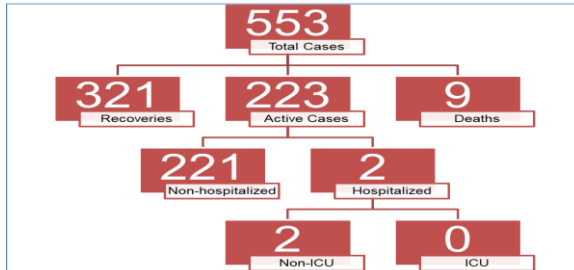 553
Total Cases
321
Recoveries
223
Active Cases
9
Deaths
221
Non-hospitalized
2
Hospitalized
2
Non-ICU
0
ICU